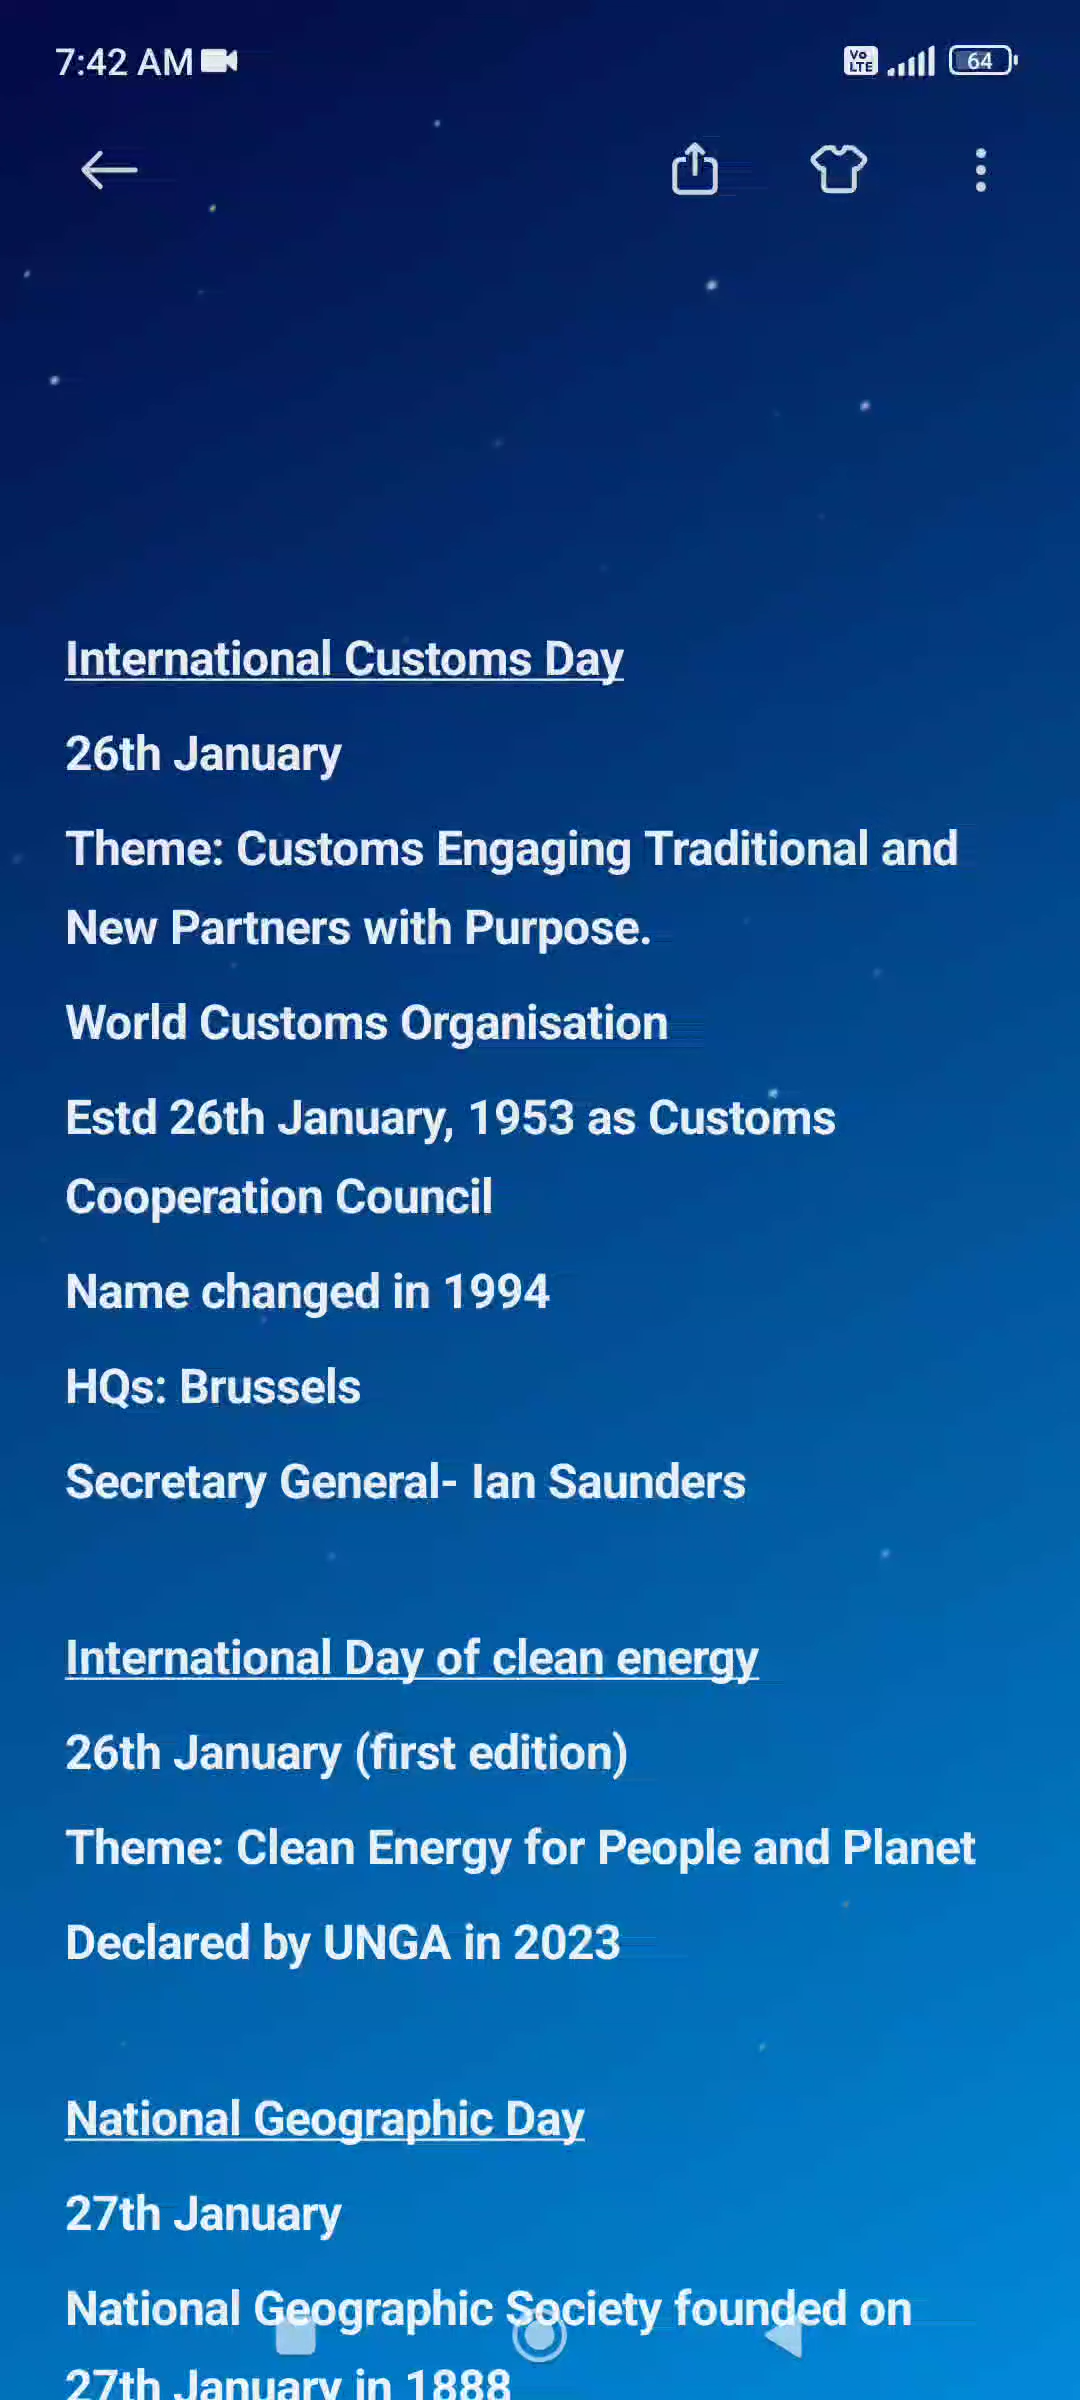 7:42 AM
Vo LTE
64
International Customs Day
26th January
Theme: Customs Engaging Traditional and
New Partners with Purpose.
World Customs Organisation
Estd 26th January, 1953 as Customs
Cooperation Council
Name changed in 1994
HQs: Brussels
Secretary General- Ian Saunders
International Day of clean energy
26th January (first edition)
Theme: Clean Energy for People and Planet
Declared by UNGA in 2023
National Geographic Day
27th January
National Geographic Society founded on
27th January in 1888